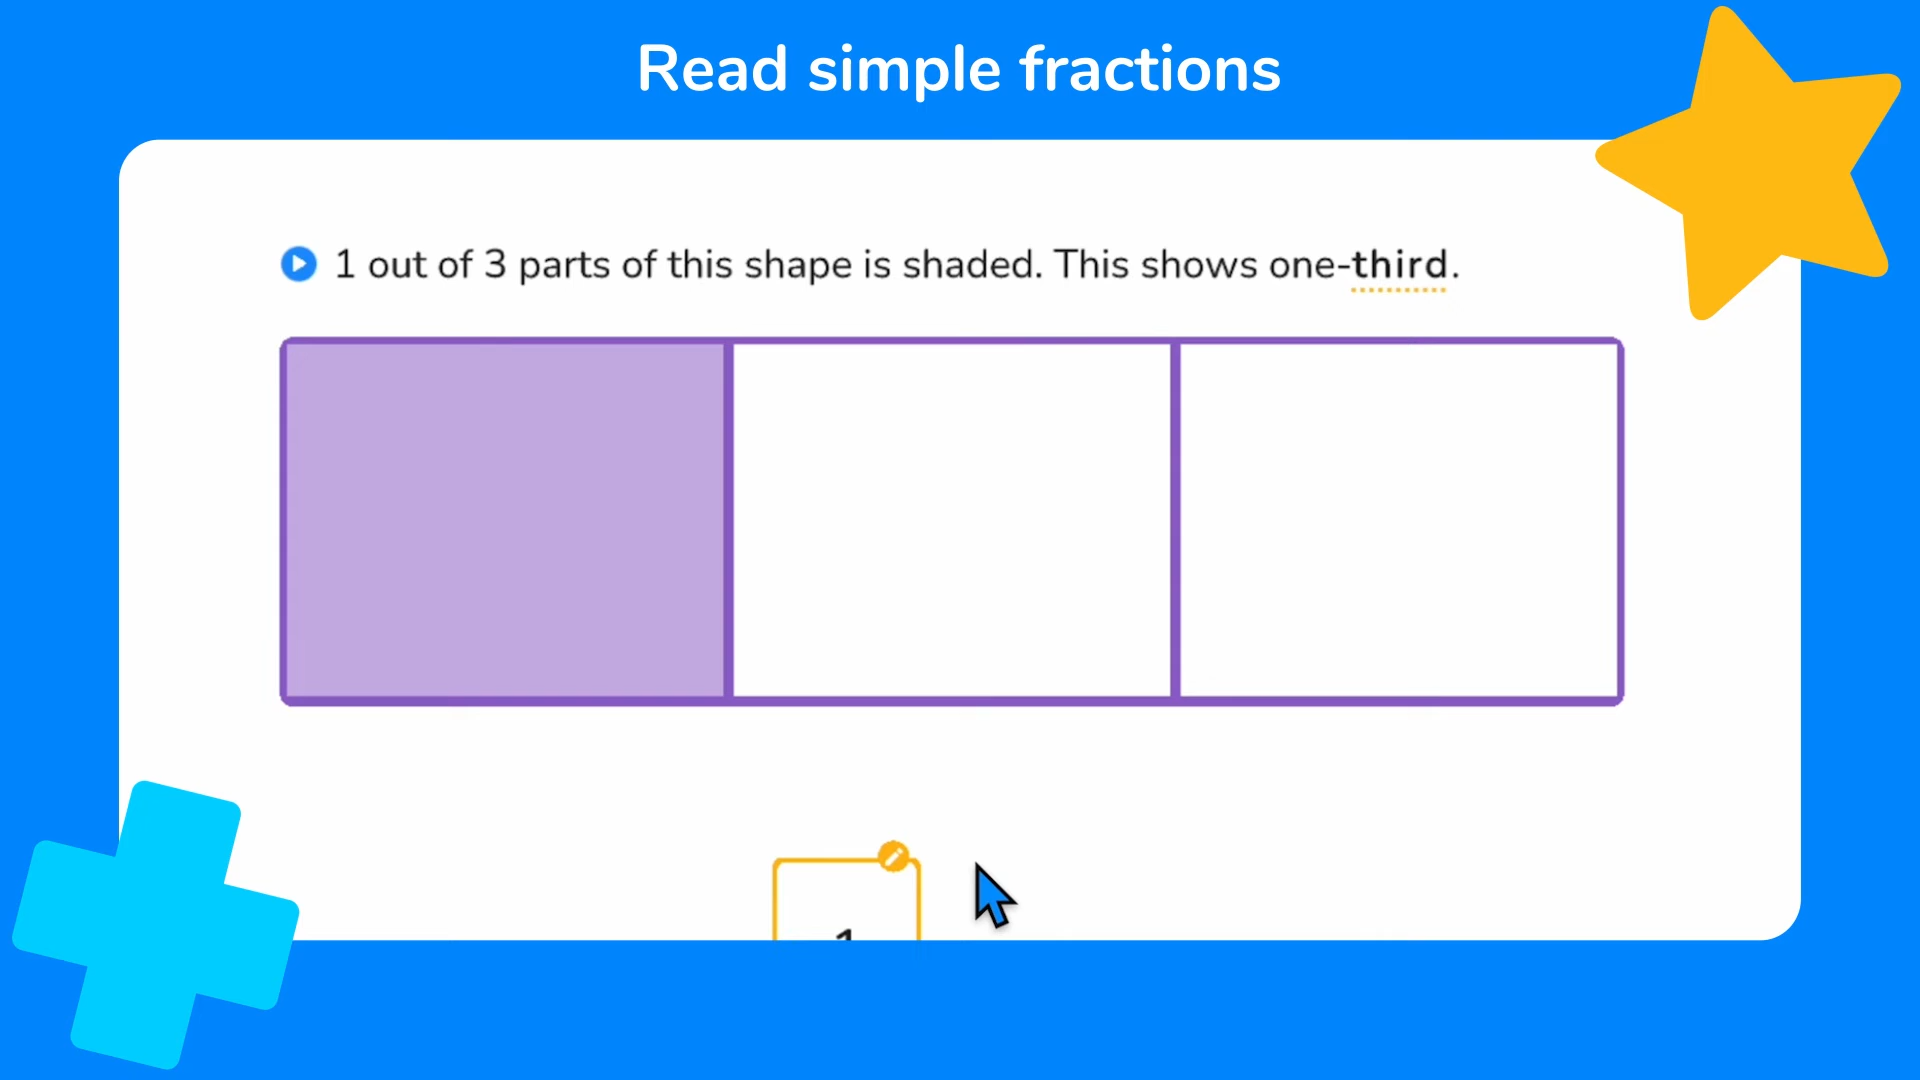 Read simple fractions
1 out of 3 parts of this shape is shaded. This shows one-third.